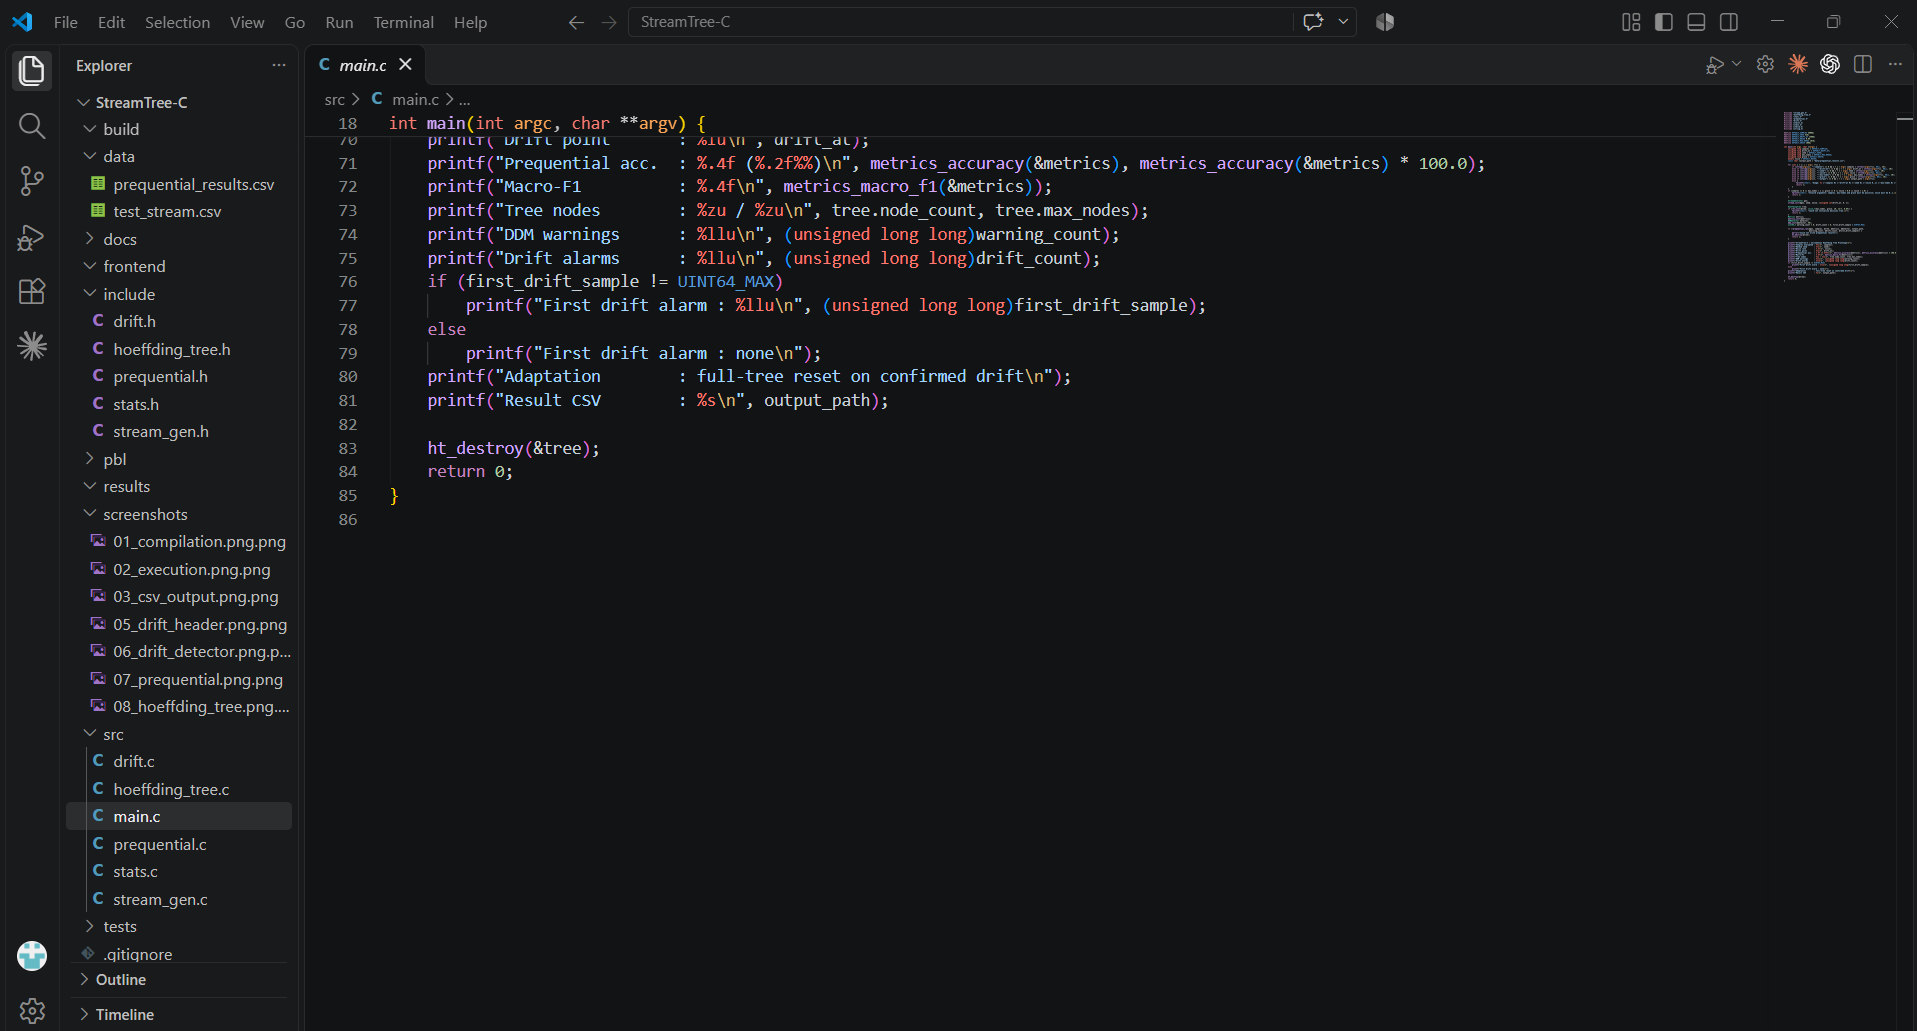 File Edit Selection View Go Run Terminal Help
StreamTree-C
Explorer
StreamTree-C
build
data
prequential_results.csv
test_stream.csv
docs
frontend
include
C drift.h
C hoeffding_tree.h
C prequential.h
C stats.h
C stream_gen.h
pbl
results
screenshots
01_compilation.png.png
02_execution.png.png
03_csv_output.png.png
05_drift_header.png.png
06_drift_detector.png.p...
07_prequential.png.png
08_hoeffding_tree.png....
src
C drift.c
C hoeffding_tree.c
C main.c
C prequential.c
C stats.c
C stream_gen.c
tests
.gitignore
Outline
Timeline
C main.c
src > C main.c > ...
18 int main(int argc, char **argv) {
70 printf("Drift point : %lu\n", drift_at);
71 printf("Prequential acc. : %.4f (%.2f%%)\n", metrics_accuracy(&metrics), metrics_accuracy(&metrics) * 100.0);
72 printf("Macro-F1 : %.4f\n", metrics_macro_f1(&metrics));
73 printf("Tree nodes : %zu / %zu\n", tree.node_count, tree.max_nodes);
74 printf("DDM warnings : %llu\n", (unsigned long long)warning_count);
75 printf("Drift alarms : %llu\n", (unsigned long long)drift_count);
76 if (first_drift_sample != UINT64_MAX)
77 printf("First drift alarm : %llu\n", (unsigned long long)first_drift_sample);
78 else
79 printf("First drift alarm : none\n");
80 printf("Adaptation : full-tree reset on confirmed drift\n");
81 printf("Result CSV : %s\n", output_path);
82
83 ht_destroy(&tree);
84 return 0;
85 }
86